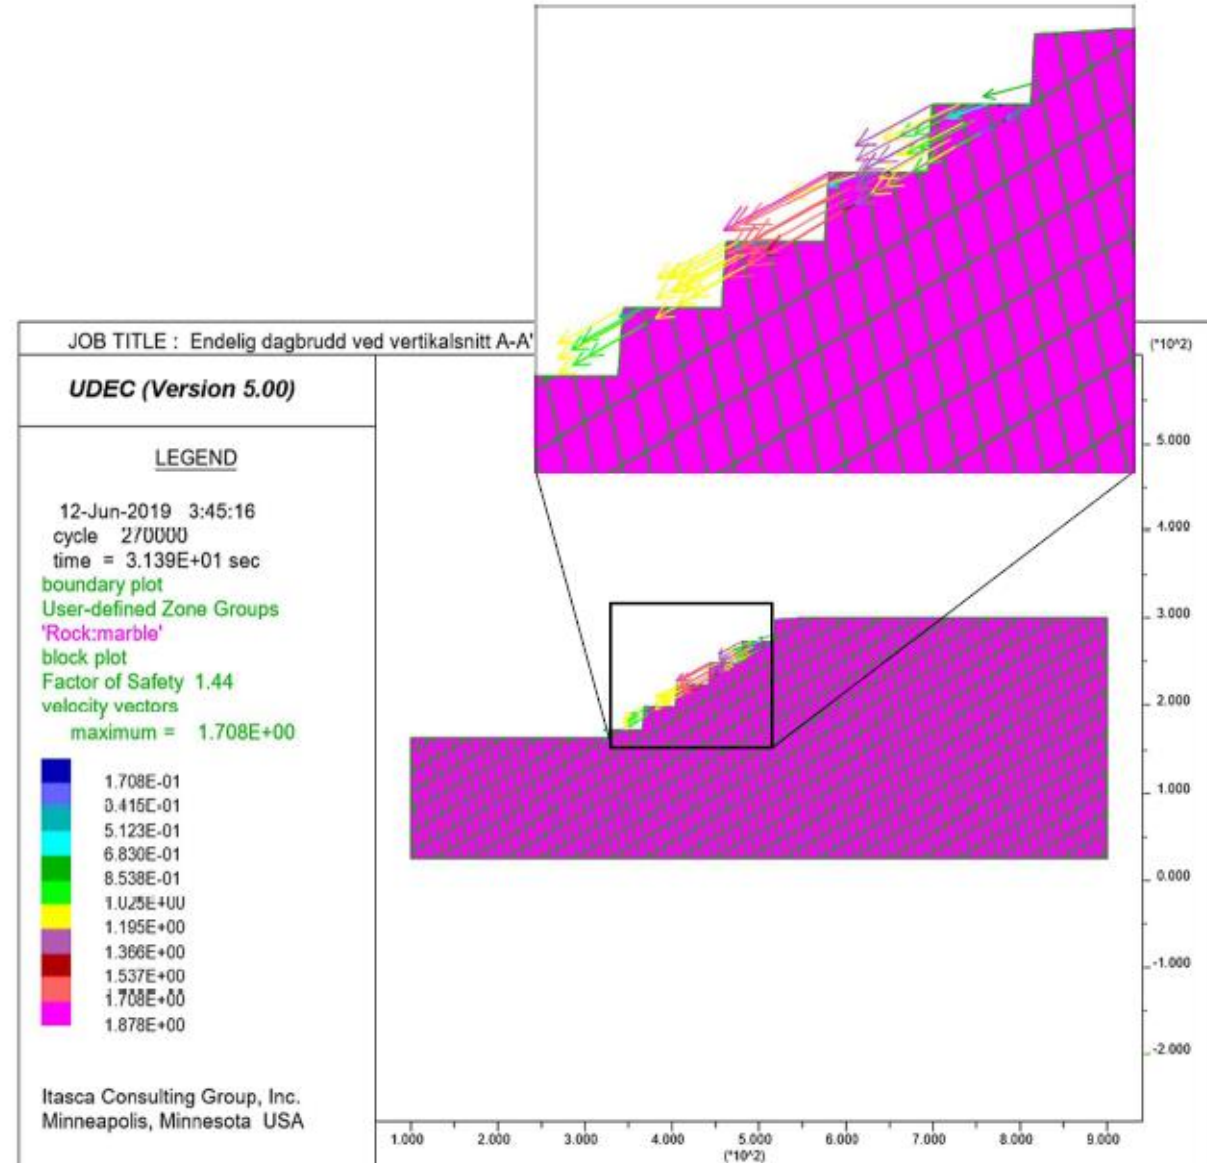 JOB TITLE : Endelig dagbrudd ved vertikalsnitt A-A'
(*10^2)
UDEC (Version 5.00)
LEGEND
12-Jun-2019 3:45:16
cycle 270000
time = 3.139E+01 sec
boundary plot
User-defined Zone Groups
'Rock:marble'
block plot
Factor of Safety 1.44
velocity vectors
maximum = 1.708E+00
1.708E-01
3.415E-01
5.123E-01
6.830E-01
8.538E-01
1.025E+00
1.195E+00
1.366E+00
1.537E+00
1.708E+00
1.878E+00
Itasca Consulting Group, Inc.
Minneapolis, Minnesota USA
5.000
4.000
3.000
2.000
1.000
0.000
-1.000
-2.000
1.000 2.000 3.000 4.000 5.000 6.000 7.000 8.000 9.000
(*10^2)